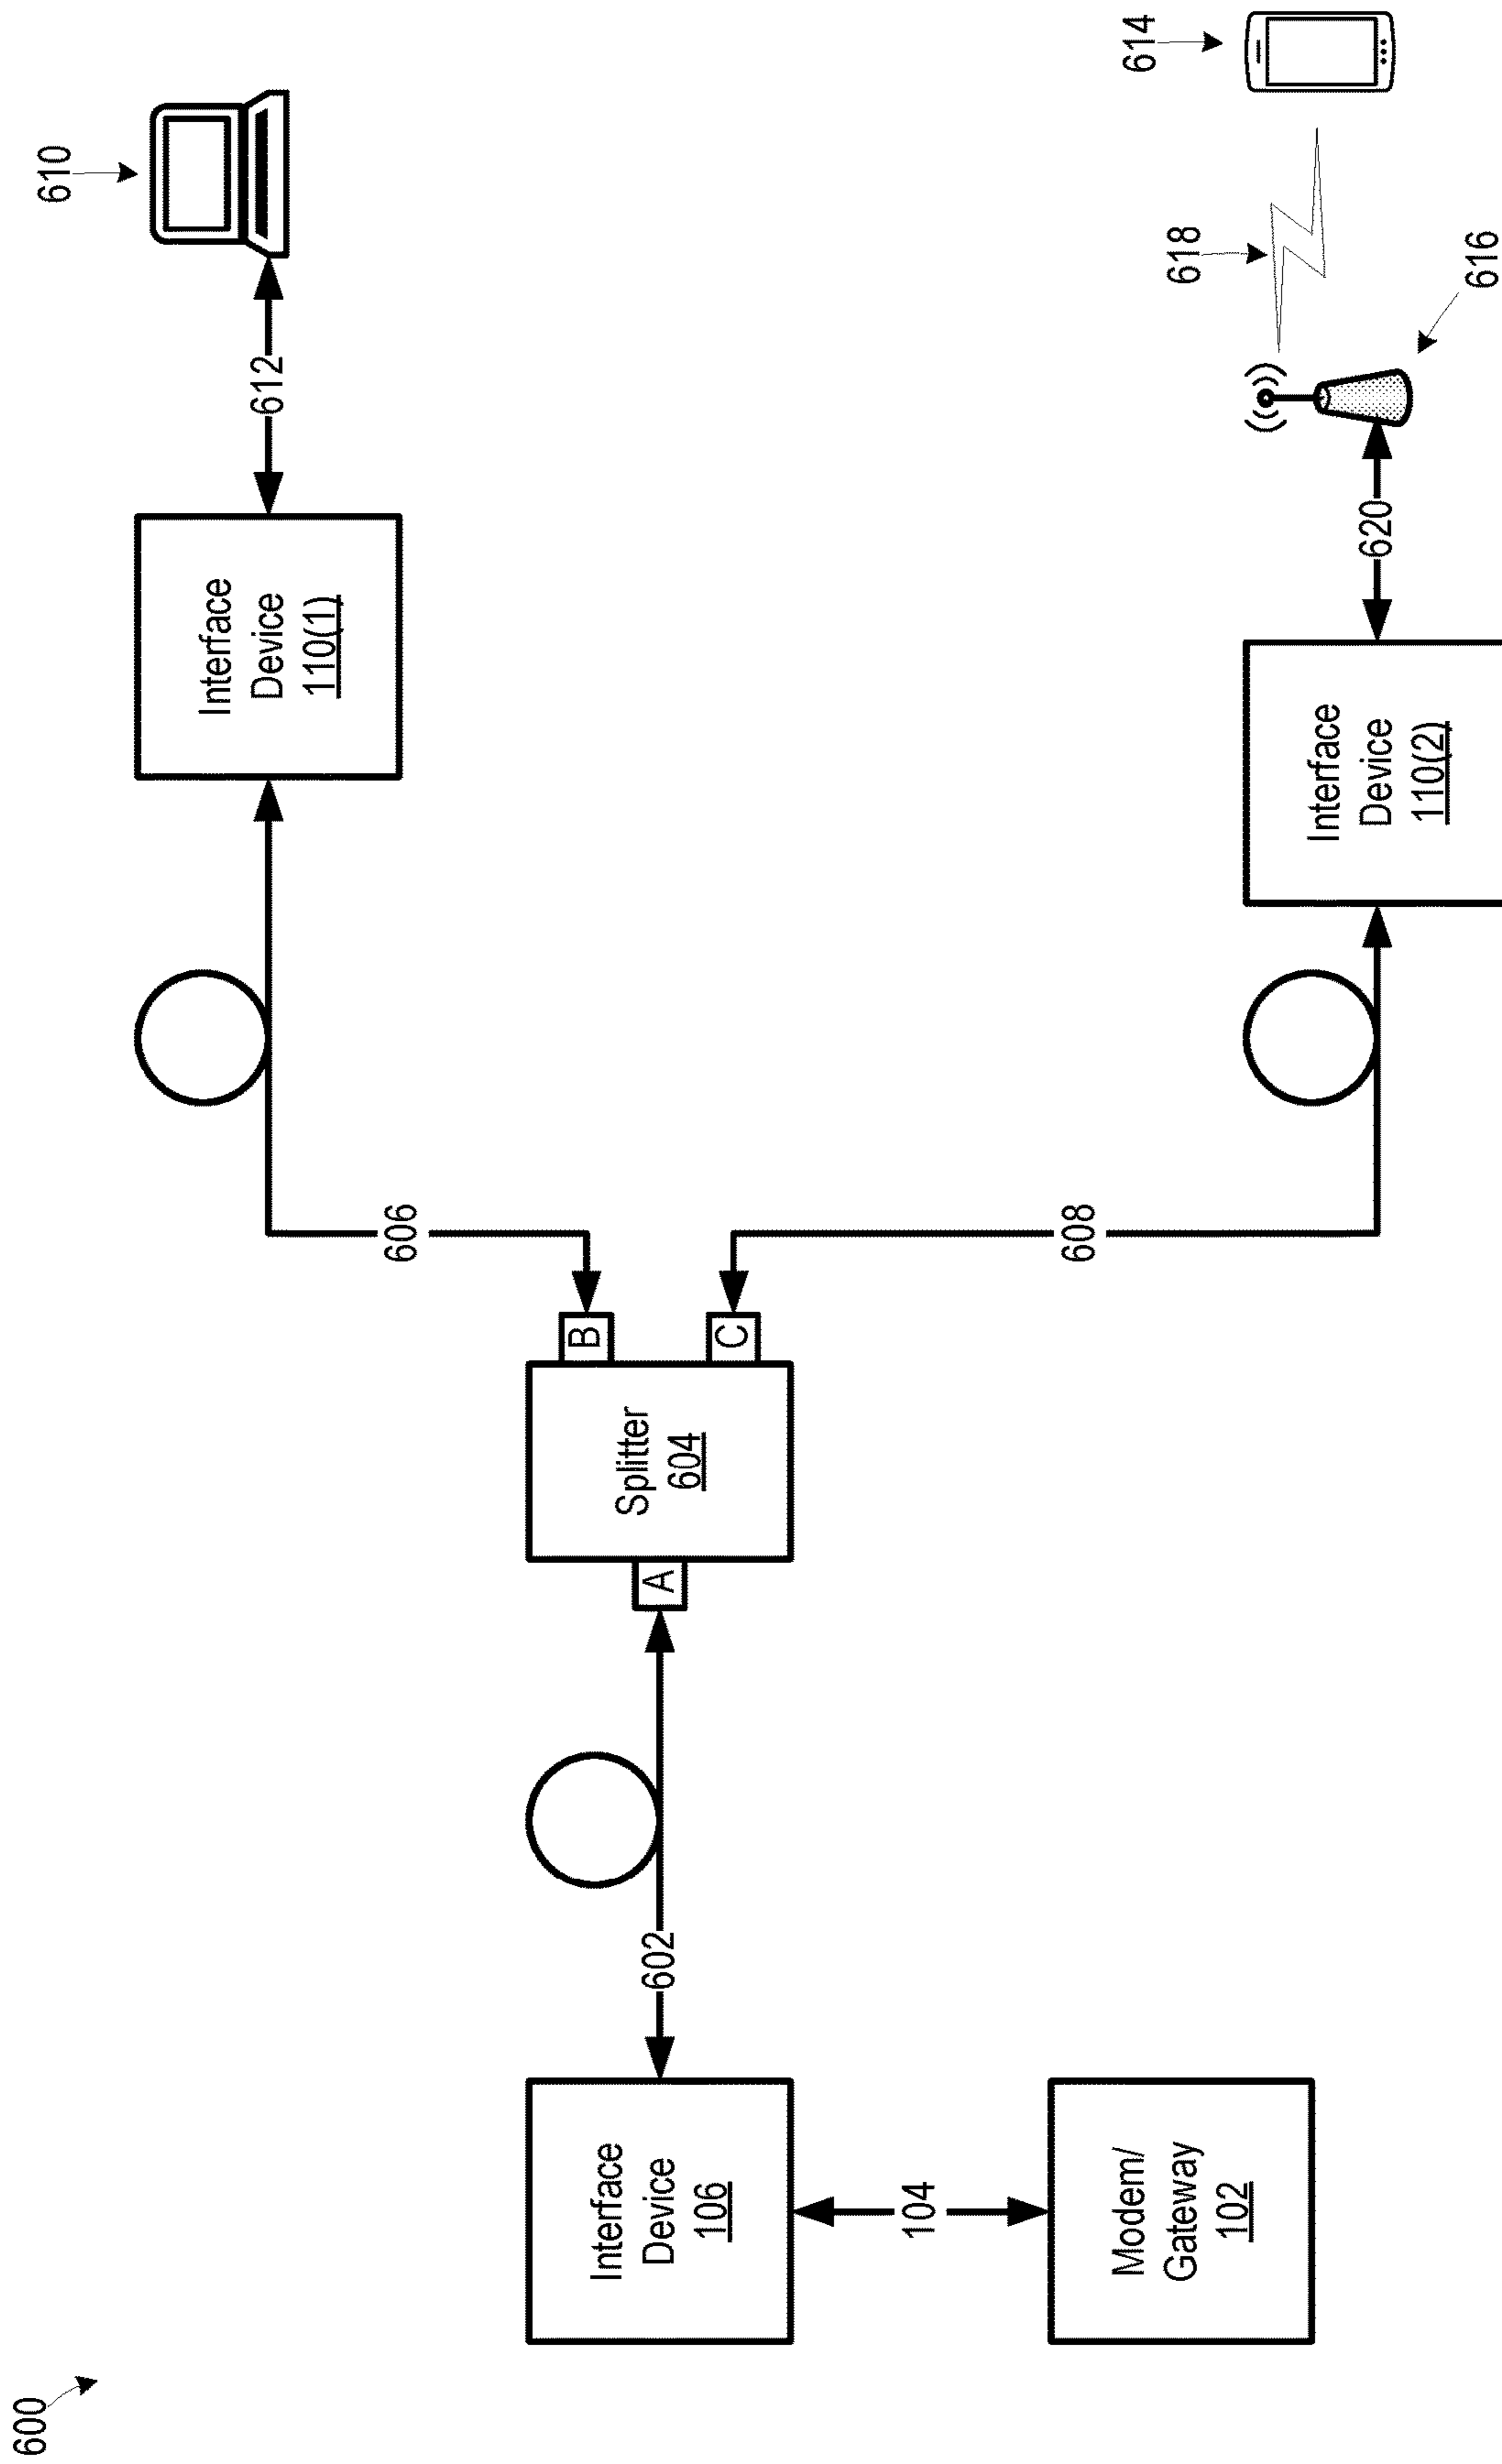 600
610
612
Interface
Device
110(1)
606
602
A
B
C
Splitter
604
Interface
Device
106
104
Modem/
Gateway
102
608
614
618
616
620
Interface
Device
110(2)